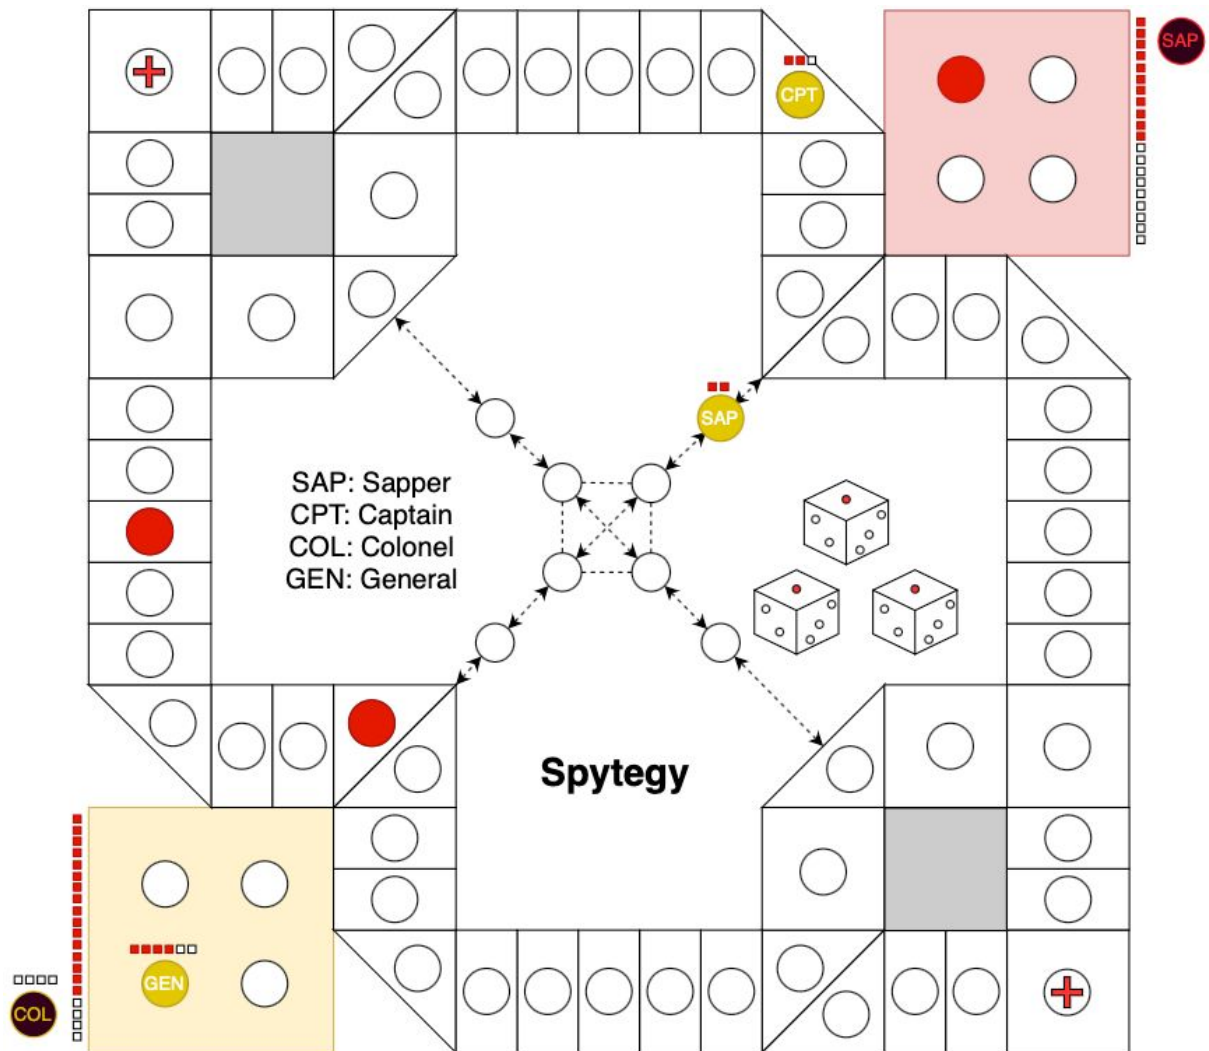 SAP
CPT
SAP
SAP: Sapper
CPT: Captain
COL: Colonel
GEN: General
Spytegy
GEN
COL